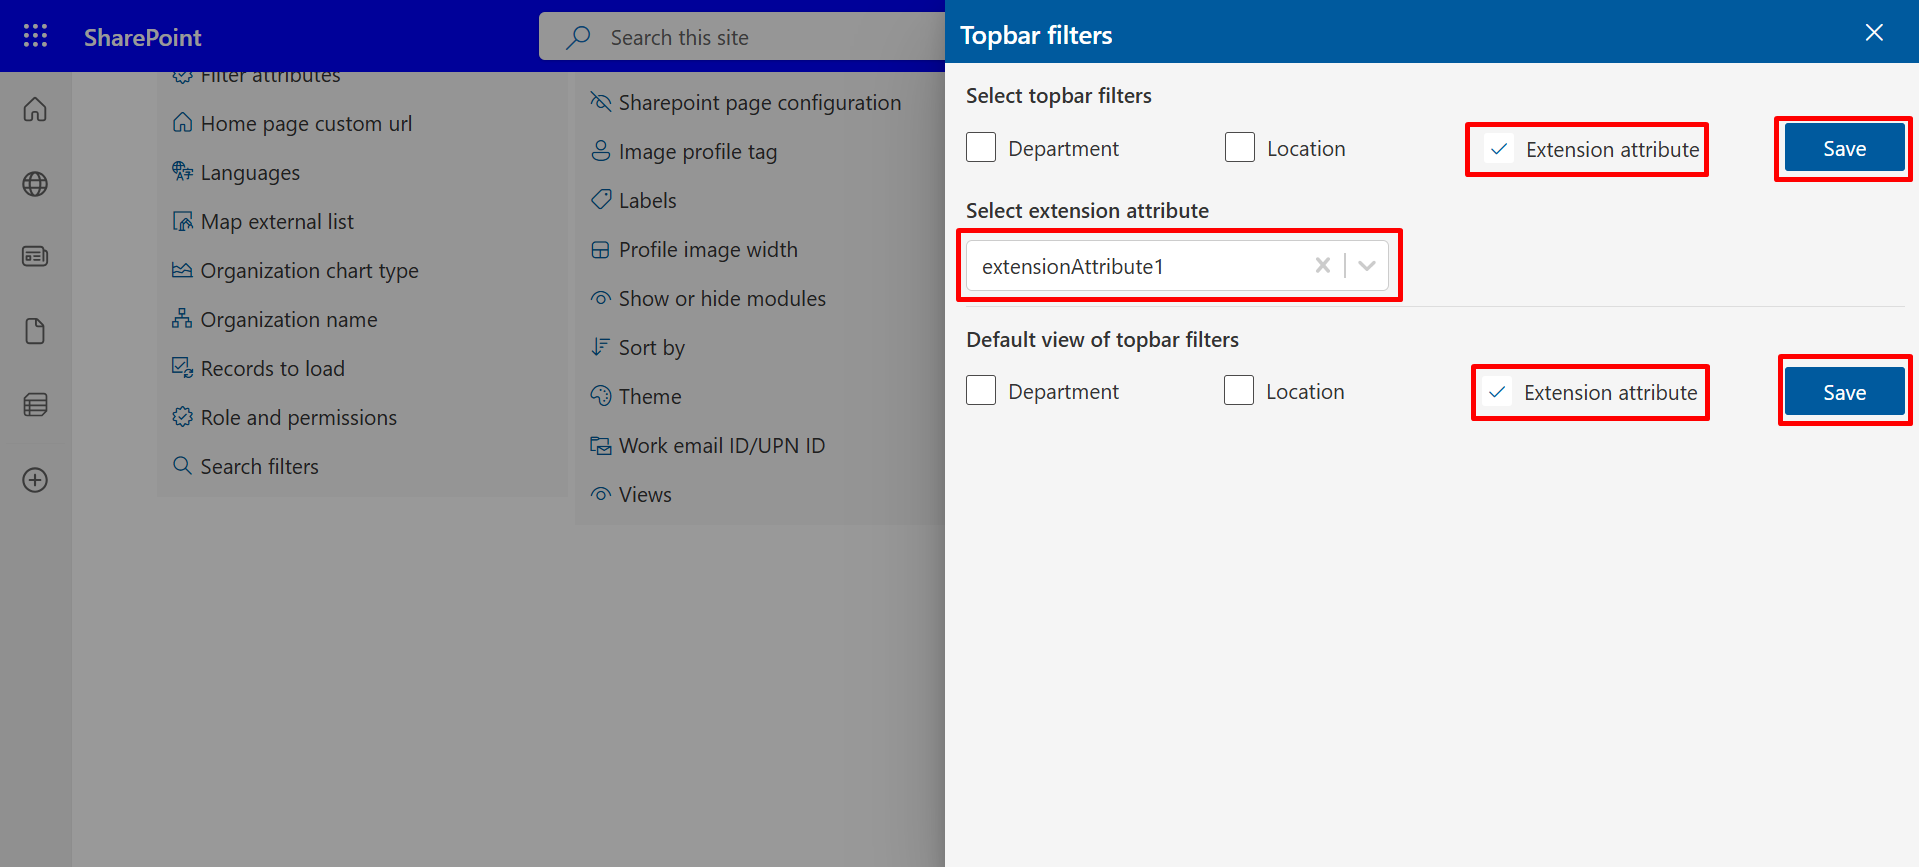 SharePoint
Search this site
Filter attributes
Home page custom url
Languages
Map external list
Organization chart type
Organization name
Records to load
Role and permissions
Search filters
Sharepoint page configuration
Image profile tag
Labels
Profile image width
Show or hide modules
Sort by
Theme
Work email ID/UPN ID
Views
Topbar filters
Select topbar filters
Department Location Extension attribute Save
Select extension attribute
extensionAttribute1
Default view of topbar filters
Department Location Extension attribute Save